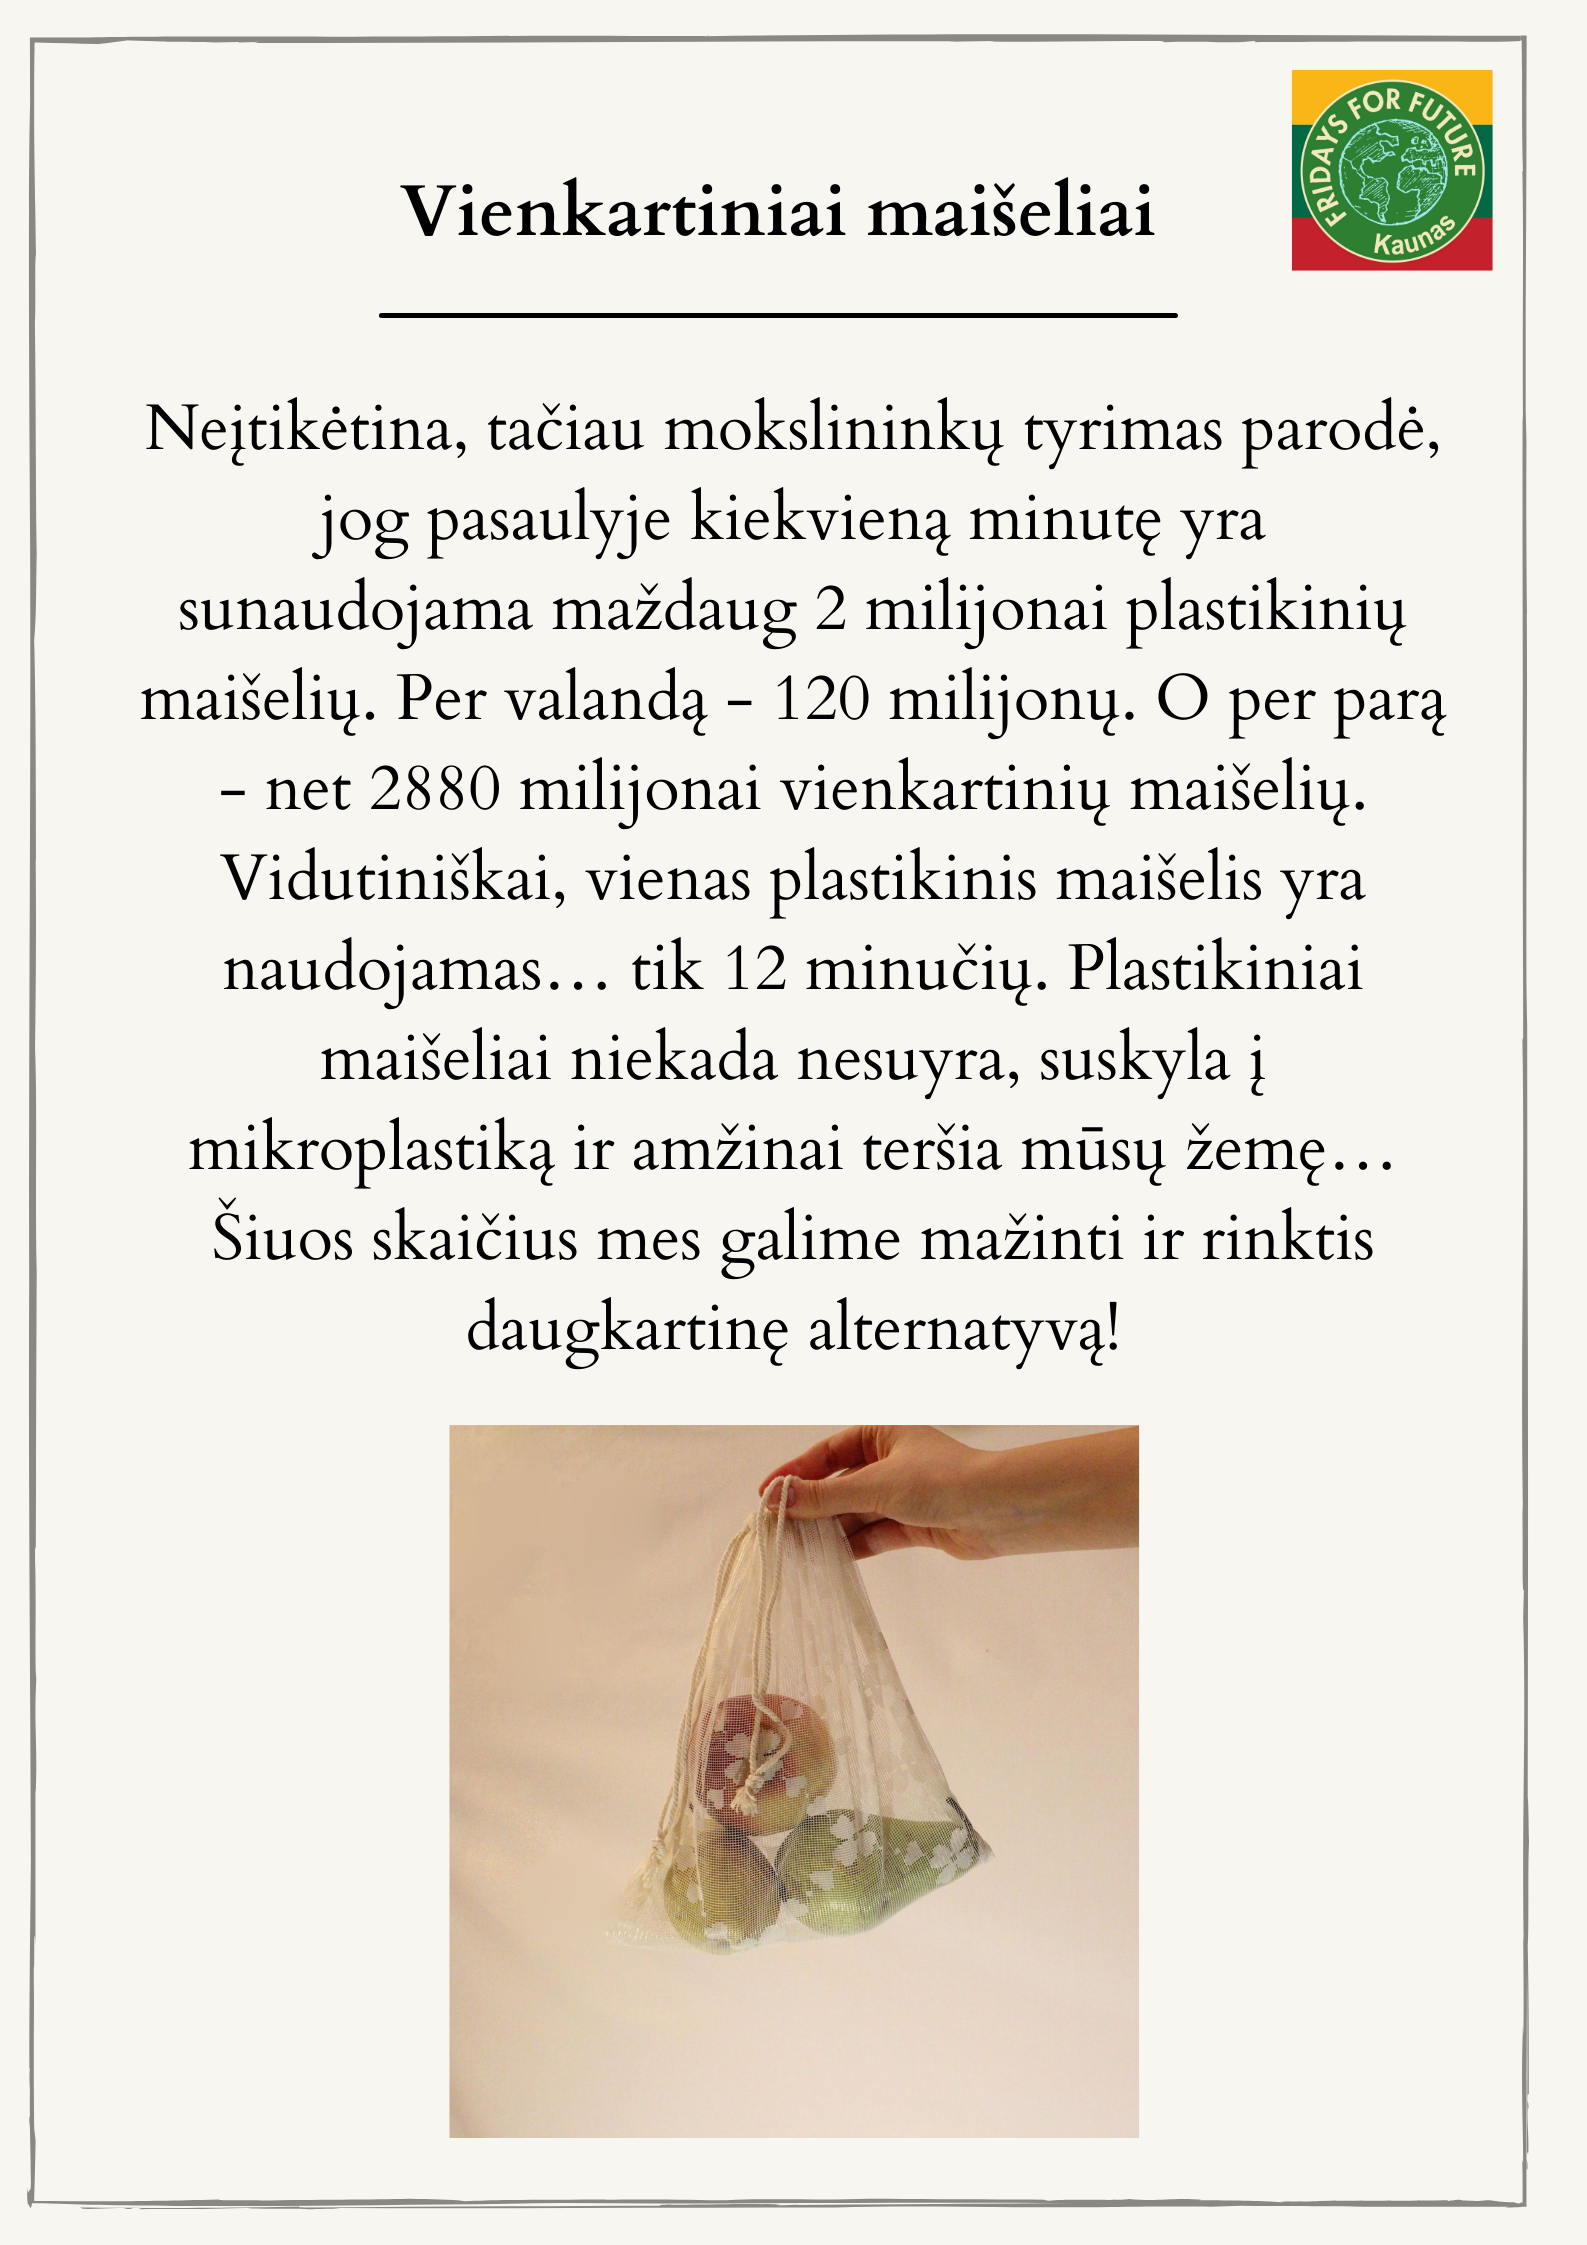 FRIDAYS FOR FUTURE
Kaunas
Vienkartiniai maišeliai
Neįtikėtina, tačiau mokslininkų tyrimas parodė,
jog pasaulyje kiekvieną minutę yra
sunaudojama maždaug 2 milijonai plastikinių
maišelių. Per valandą - 120 milijonų. O per parą
- net 2880 milijonai vienkartinių maišelių.
Vidutiniškai, vienas plastikinis maišelis yra
naudojamas… tik 12 minučių. Plastikiniai
maišeliai niekada nesuyra, suskyla į
mikroplastiką ir amžinai teršia mūsų žemę…
Šiuos skaičius mes galime mažinti ir rinktis
daugkartinę alternatyvą!